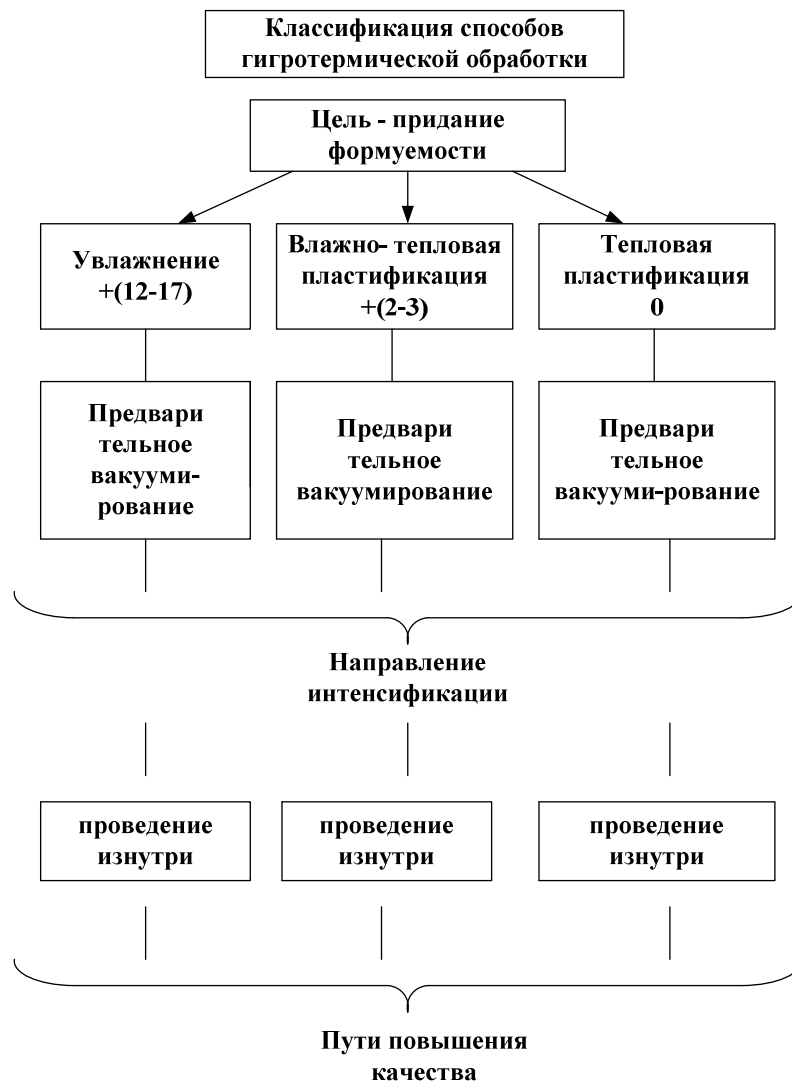 Классификация способов
гигротермической обработки
Цель - придание
формуемости
Увлажнение
+(12-17)
Влажно- тепловая
пластификация
+(2-3)
Тепловая
пластификация
0
Предвари
тельное
вакууми-
рование
Предвари
тельное
вакуумирование
Предвари
тельное
вакууми-рование
Направление
интенсификации
проведение
изнутри
проведение
изнутри
проведение
изнутри
Пути повышения
качества